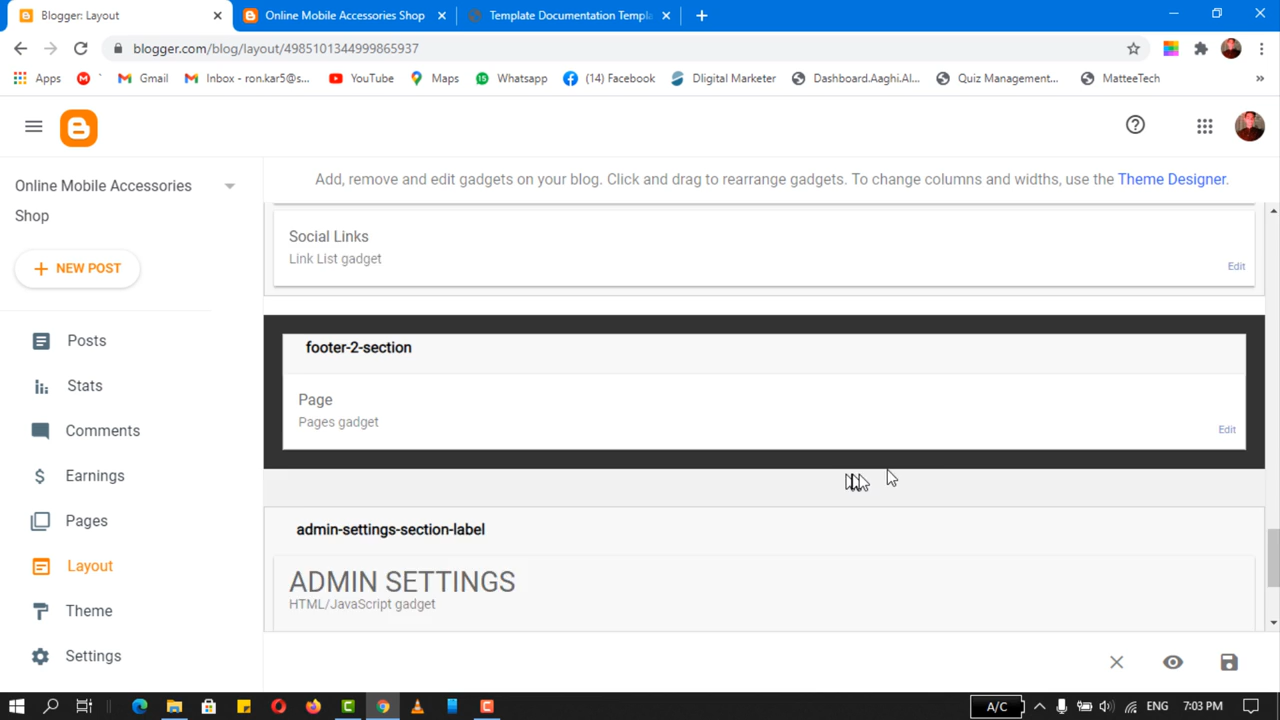 Blogger: Layout
Online Mobile Accessories Shop
Template Documentation Templa
blogger.com/blog/layout/4985101344999865937
Apps
Gmail
Inbox - ron.kar5@s...
YouTube
Maps
Whatsapp
(14) Facebook
DIigital Marketer
Dashboard.Aaghi.Al...
Quiz Management...
MatteeTech
Online Mobile Accessories
Shop
Add, remove and edit gadgets on your blog. Click and drag to rearrange gadgets. To change columns and widths, use the Theme Designer.
NEW POST
Posts
Stats
Comments
Earnings
Pages
Layout
Theme
Settings
Social Links
Link List gadget
Edit
footer-2-section
Page
Pages gadget
Edit
admin-settings-section-label
ADMIN SETTINGS
HTML/JavaScript gadget
A/C
ENG
7:03 PM